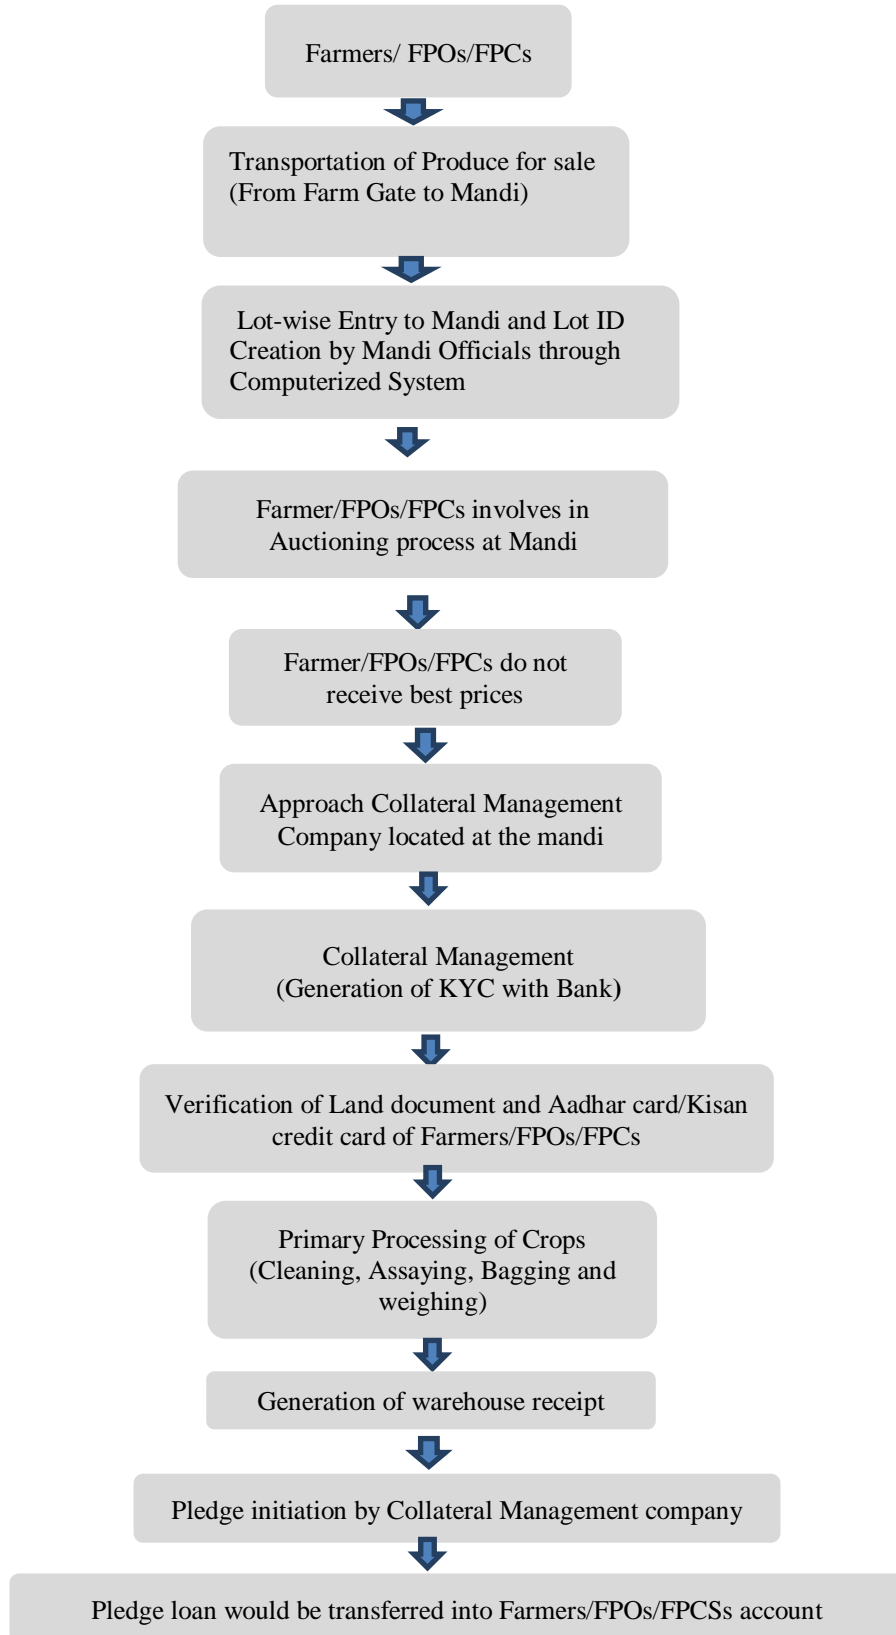 Farmers/ FPOs/FPCs
Transportation of Produce for sale
(From Farm Gate to Mandi)
Lot-wise Entry to Mandi and Lot ID
Creation by Mandi Officials through
Computerized System
Farmer/FPOs/FPCs involves in
Auctioning process at Mandi
Farmer/FPOs/FPCs do not
receive best prices
Approach Collateral Management
Company located at the mandi
Collateral Management
(Generation of KYC with Bank)
Verification of Land document and Aadhar card/Kisan
credit card of Farmers/FPOs/FPCs
Primary Processing of Crops
(Cleaning, Assaying, Bagging and
weighing)
Generation of warehouse receipt
Pledge initiation by Collateral Management company
Pledge loan would be transferred into Farmers/FPOs/FPCSs account